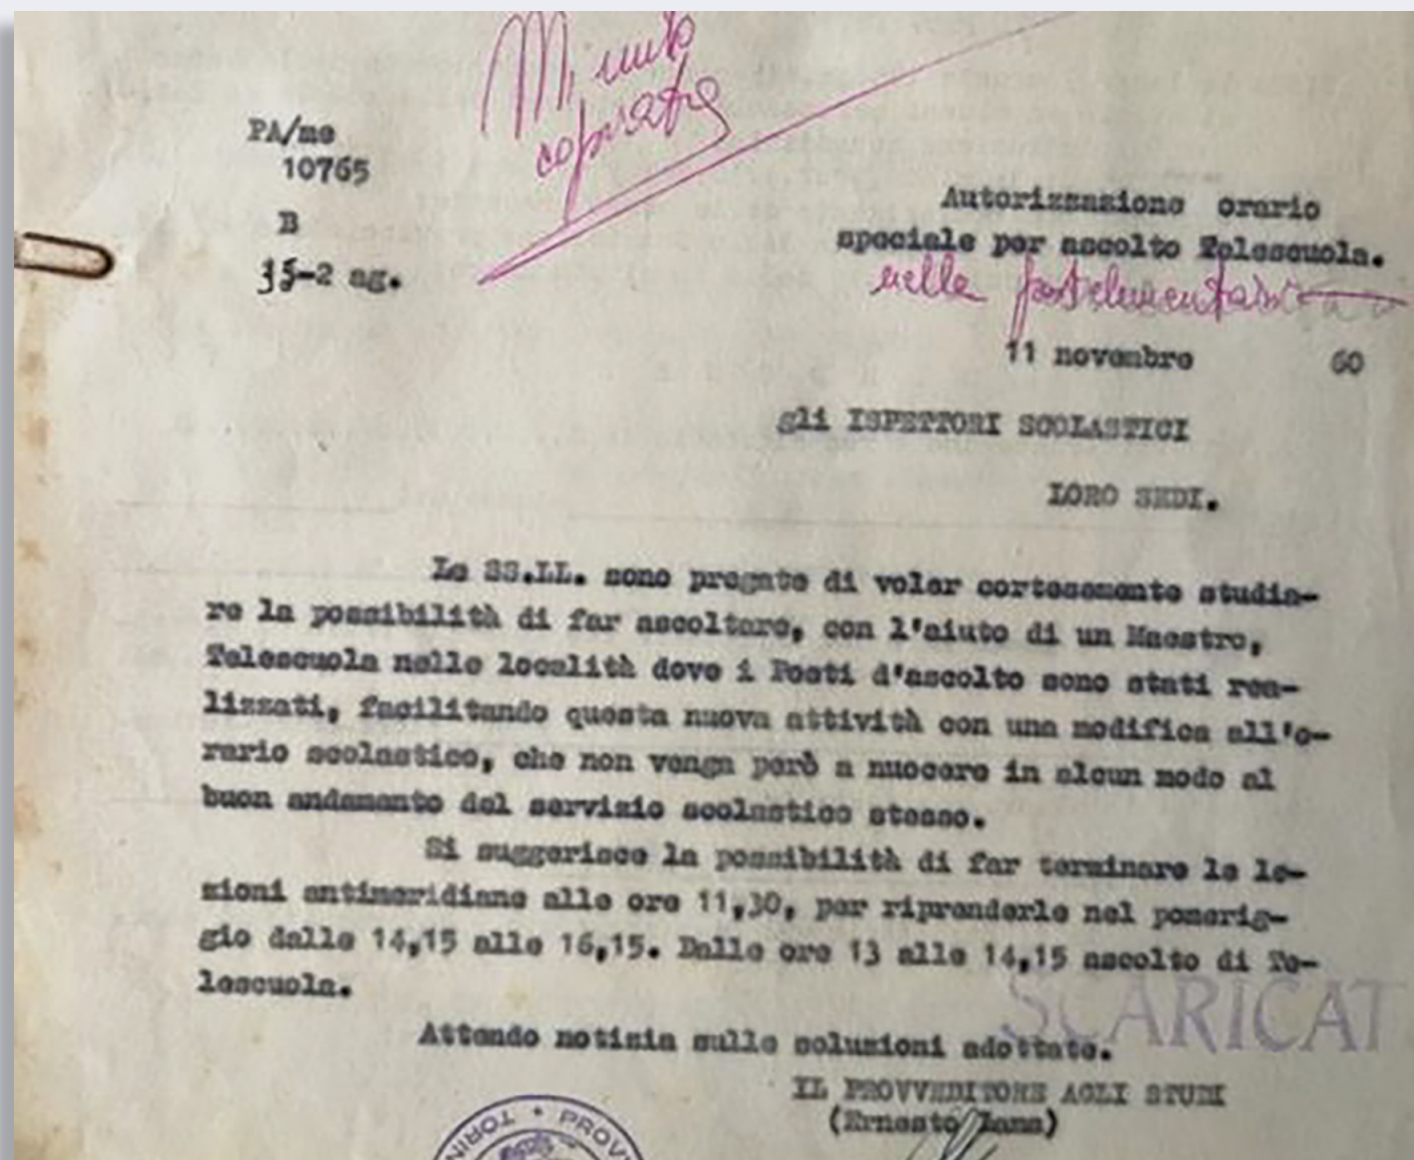 Minuta
PA/me
10765
B
35-2 ag.
Autorizzazione orario
speciale per ascolto Telescuola.
nelle postelementari
11 novembre 60
gli ISPETTORI SCOLASTICI
LORO SEDI.
Le SS.LL. sono pregate di voler cortesemente studia-
re la possibilità di far ascoltare, con l'aiuto di un Maestro,
Telescuola nelle località dove i Posti d'ascolto sono stati rea-
lizzati, facilitando questa nuova attività con una modifica all'o-
rario scolastico, che non venga però a nuocere in alcun modo al
buon andamento del servizio scolastico stesso.
Si suggerisce la possibilità di far terminare le le-
zioni antimeridiane alle ore 11,30, per riprenderle nel pomerig-
gio dalle 14,15 alle 16,15. Dalle ore 13 alle 14,15 ascolto di Te-
lescuola.
SCARICAT
Attendo notizia sulle soluzioni adottate.
IL PROVVEDITORE AGLI STUDI
(Ernesto
TORIN * PROV